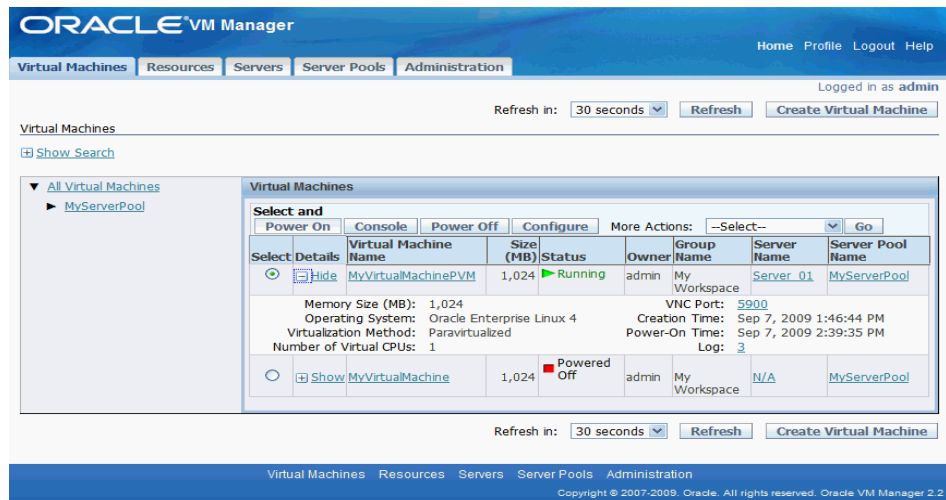 ORACLE VM Manager
Home Profile Logout Help
Virtual Machines Resources Servers Server Pools Administration
Logged in as admin
Refresh in: 30 seconds Refresh Create Virtual Machine
Virtual Machines
Show Search
All Virtual Machines
MyServerPool
Virtual Machines
Select and
Power On Console Power Off Configure More Actions: --Select-- Go
Select Details Virtual Machine Name Size (MB) Status Owner Group Name Server Name Server Pool Name
Hide MyVirtualMachinePVM 1,024 Running admin My Workspace Server_01 MyServerPool
Memory Size (MB): 1,024 VNC Port: 5900
Operating System: Oracle Enterprise Linux 4 Creation Time: Sep 7, 2009 1:46:44 PM
Virtualization Method: Paravirtualized Power-On Time: Sep 7, 2009 2:39:35 PM
Number of Virtual CPUs: 1 Log: 3
Show MyVirtualMachine 1,024 Powered Off admin My Workspace N/A MyServerPool
Refresh in: 30 seconds Refresh Create Virtual Machine
Virtual Machines Resources Servers Server Pools Administration
Copyright © 2007-2009. Oracle. All rights reserved. Oracle VM Manager 2.2